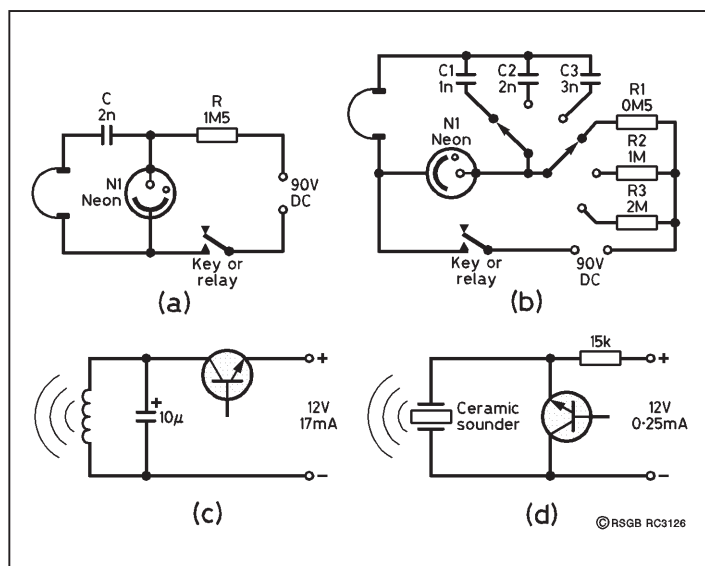 C
2n
R
1M5
N1
Neon
90V
DC
Key or
relay
(a)
C1
1n
C2
2n
C3
3n
R1
0M5
R2
1M
R3
2M
N1
Neon
Key or
relay
90V
DC
(b)
+
10μ
+
12V
17mA
−
(c)
15k
+
Ceramic
sounder
12V
0·25mA
−
(d)
©RSGB RC3126